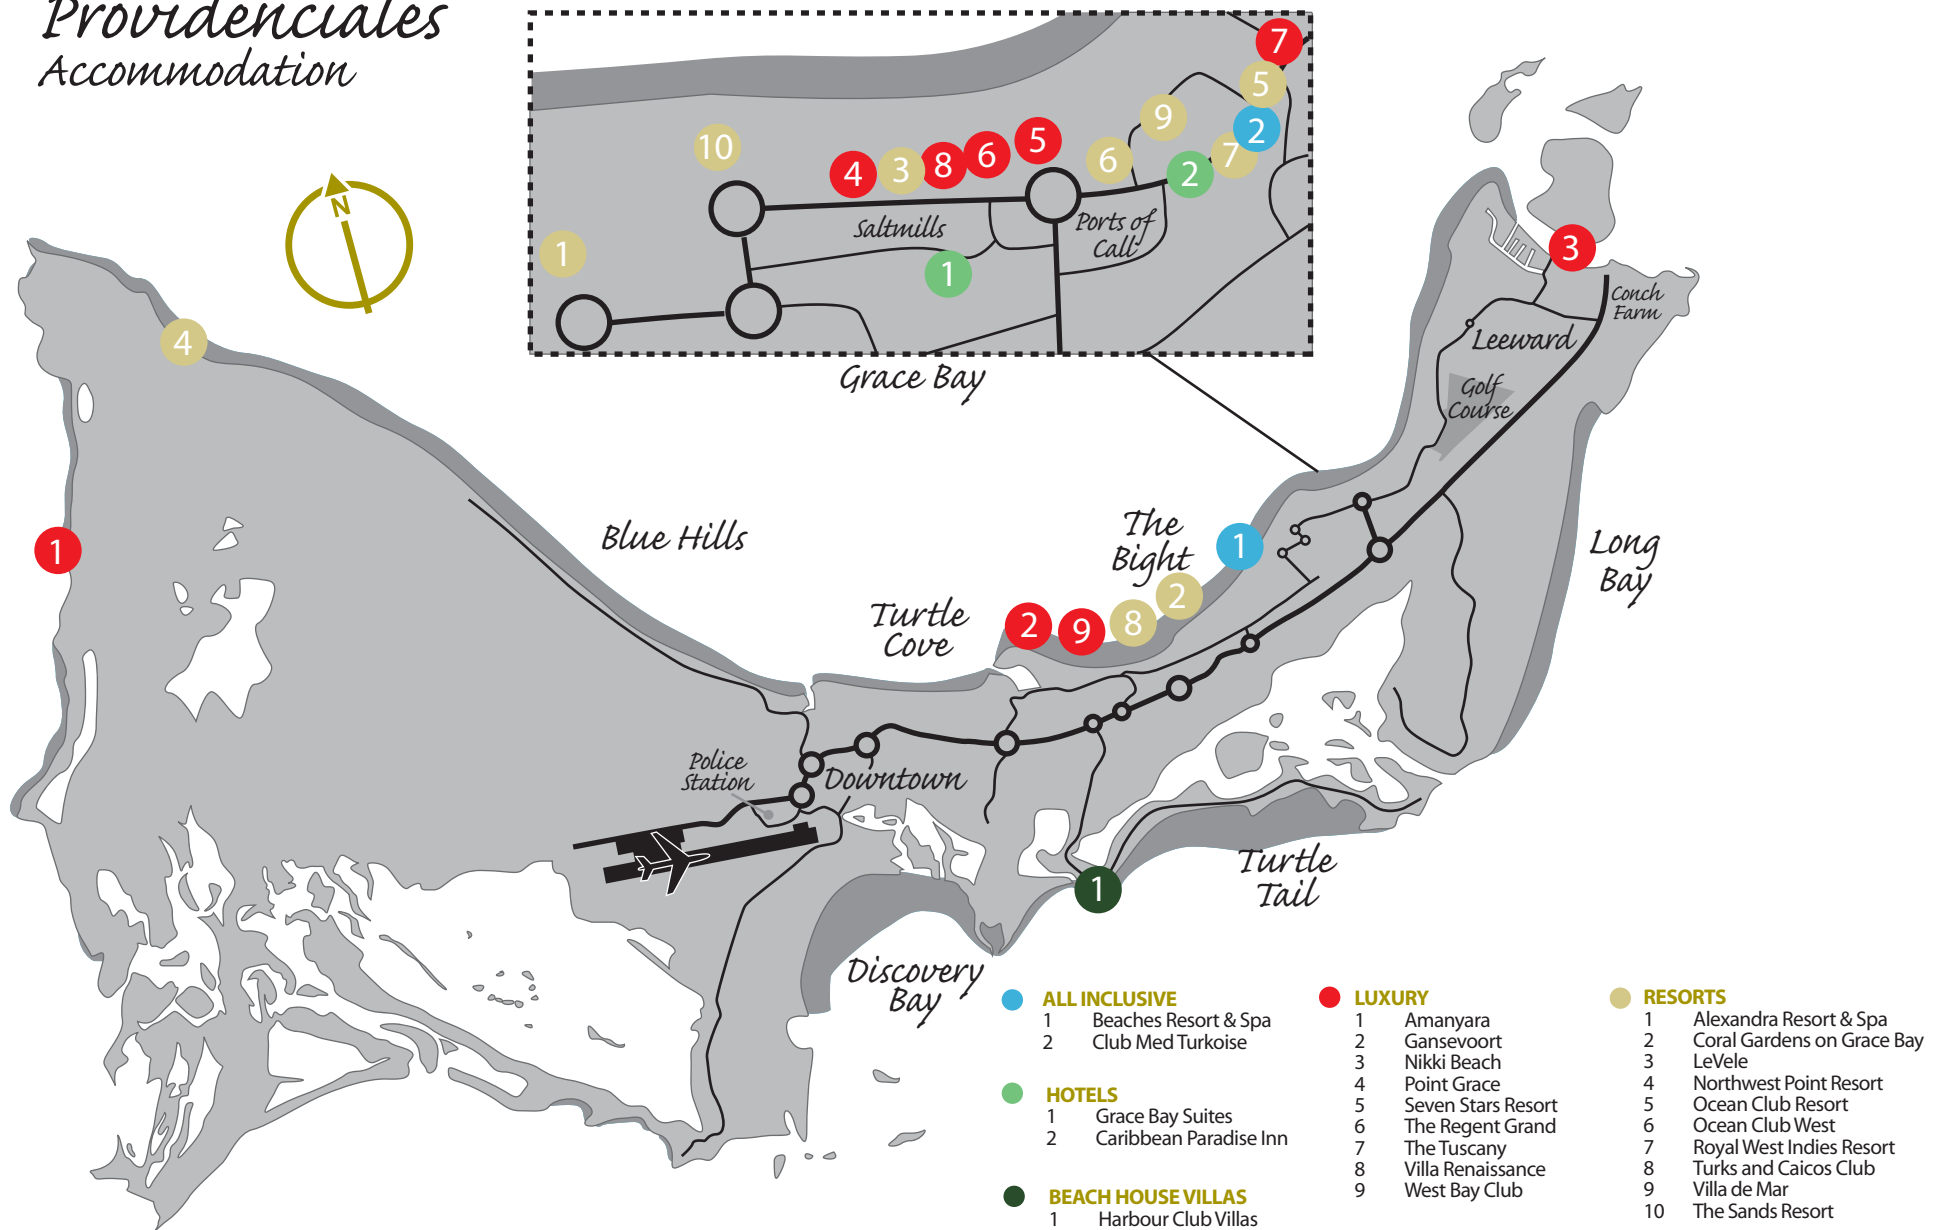 Providenciales
Accommodation
N
7
5
2
9
7
2
6
5
6
8
3
4
10
1
Saltmills
Ports of
Call
1
Grace Bay
4
1
Blue Hills
Turtle
Cove
The
Bight
1
2
9
8
2
3
Conch
Farm
Leeward
Golf
Course
Long
Bay
Police
Station
Downtown
1
Turtle
Tail
Discovery
Bay
ALL INCLUSIVE
1 Beaches Resort & Spa
2 Club Med Turkoise
HOTELS
1 Grace Bay Suites
2 Caribbean Paradise Inn
BEACH HOUSE VILLAS
1 Harbour Club Villas
LUXURY
1 Amanyara
2 Gansevoort
3 Nikki Beach
4 Point Grace
5 Seven Stars Resort
6 The Regent Grand
7 The Tuscany
8 Villa Renaissance
9 West Bay Club
RESORTS
1 Alexandra Resort & Spa
2 Coral Gardens on Grace Bay
3 LeVele
4 Northwest Point Resort
5 Ocean Club Resort
6 Ocean Club West
7 Royal West Indies Resort
8 Turks and Caicos Club
9 Villa de Mar
10 The Sands Resort